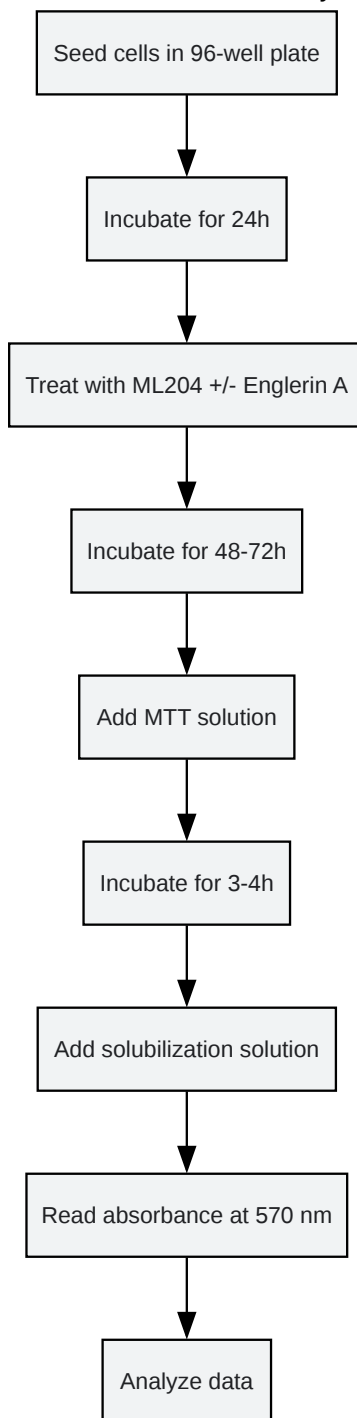 Seed cells in 96-well plate
Incubate for 24h
Treat with ML204 +/- Englerin A
Incubate for 48-72h
Add MTT solution
Incubate for 3-4h
Add solubilization solution
Read absorbance at 570 nm
Analyze data